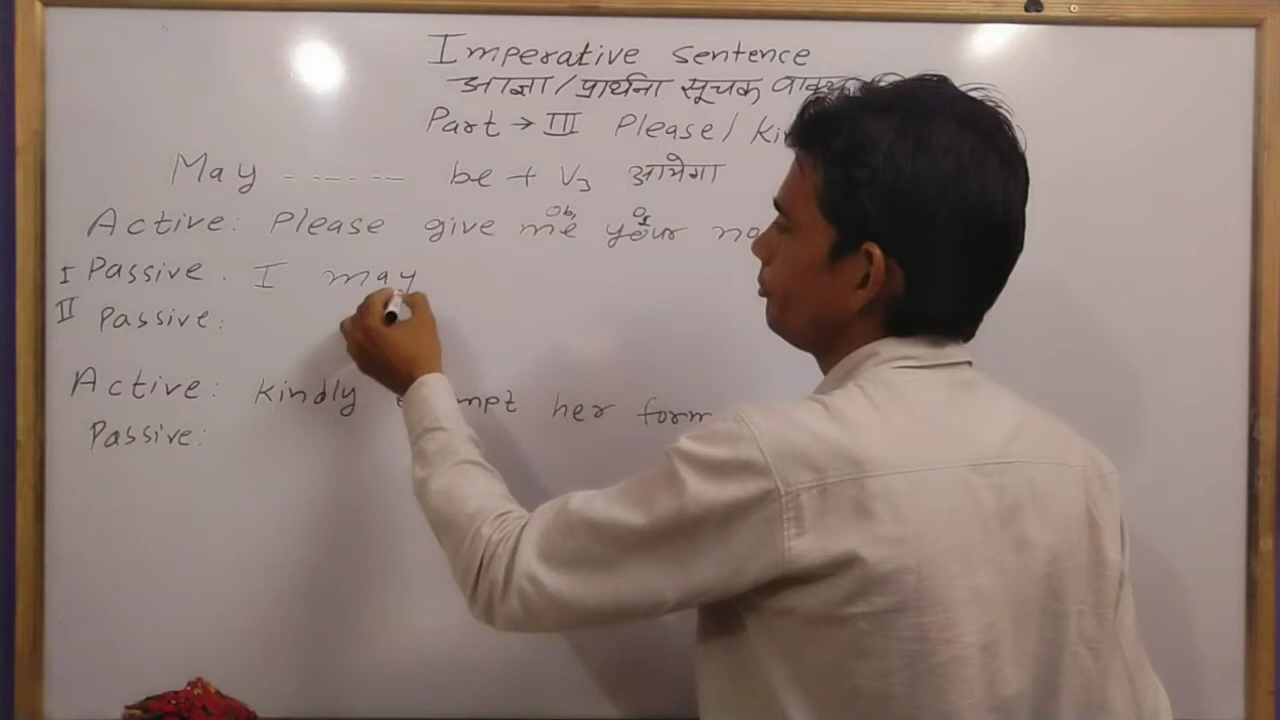 Imperative sentence
आज्ञा/प्रार्थना सूचक
Part → III Please/
May ------ be + V3 आयेगा
Ob, O
Active: Please give me your
I Passive: I may
II Passive:
Active: Kindly her
Passive: